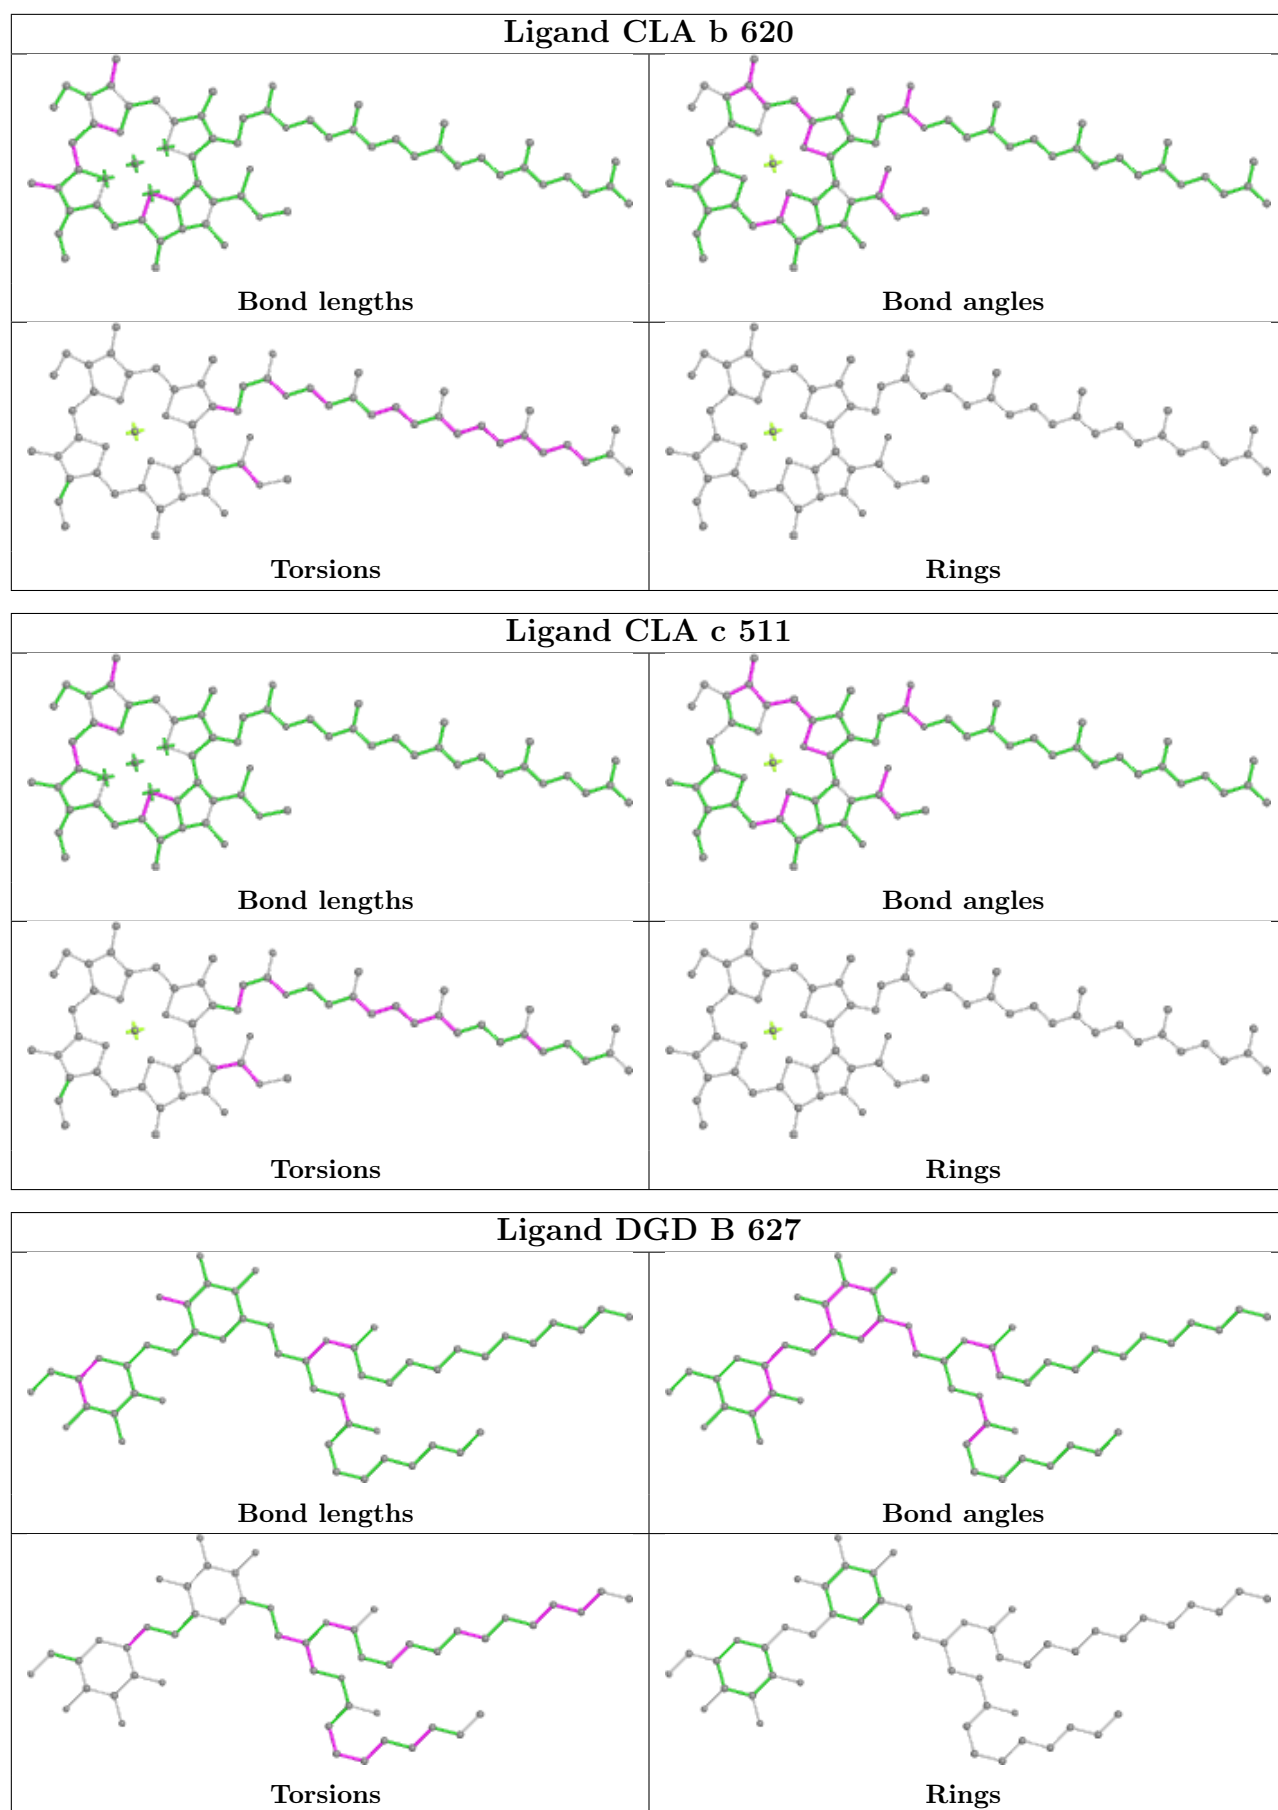 Ligand CLA b 620
Bond lengths
Bond angles
Torsions
Rings
Ligand CLA c 511
Bond lengths
Bond angles
Torsions
Rings
Ligand DGD B 627
Bond lengths
Bond angles
Torsions
Rings